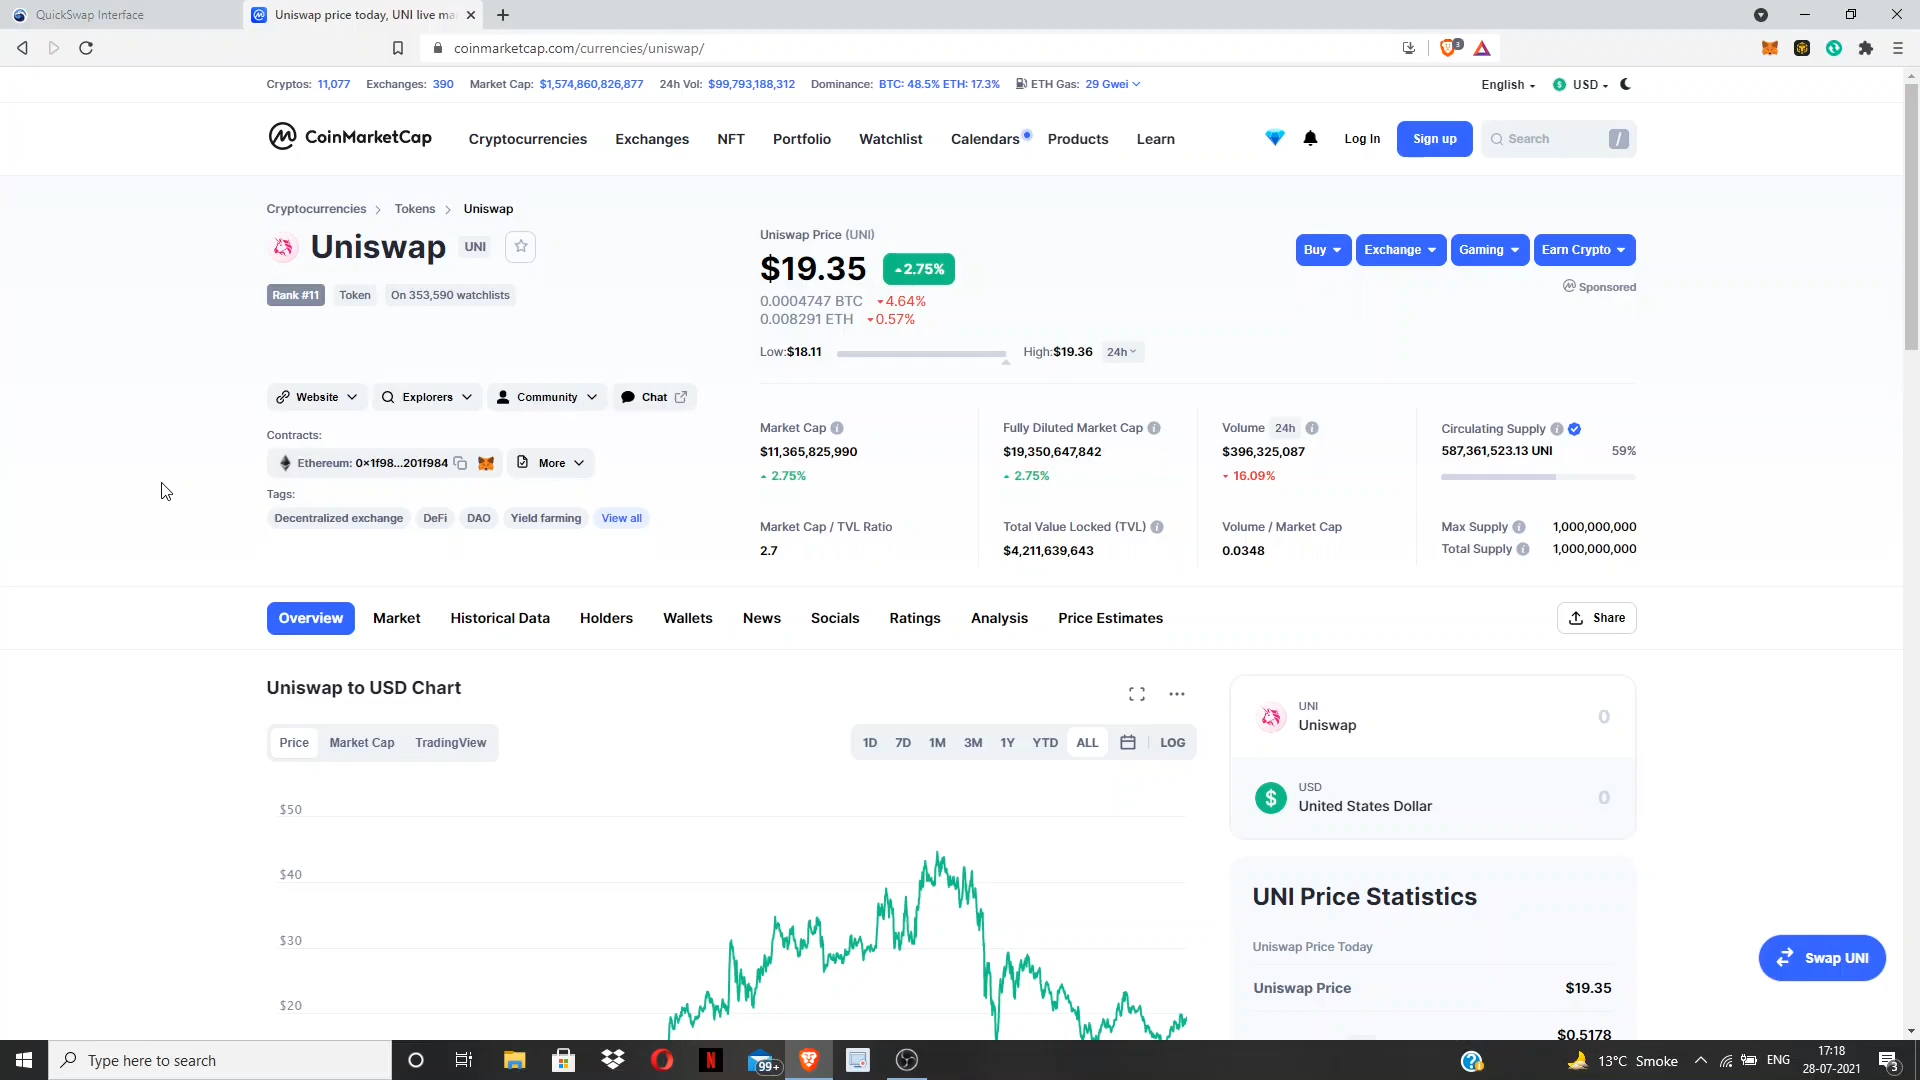 QuickSwap Interface
Uniswap price today, UNI live ma
coinmarketcap.com/currencies/uniswap/
3
Cryptos: 11,077 Exchanges: 390 Market Cap: $1,574,860,826,877 24h Vol: $99,793,188,312 Dominance: BTC: 48.5% ETH: 17.3% ETH Gas: 29 Gwei
English USD
CoinMarketCap Cryptocurrencies Exchanges NFT Portfolio Watchlist Calendars Products Learn
Log In Sign up Search /
Cryptocurrencies > Tokens > Uniswap
Uniswap UNI
Rank #11 Token On 353,590 watchlists
Uniswap Price (UNI)
$19.35 2.75%
0.0004747 BTC 4.64%
0.008291 ETH 0.57%
Low:$18.11 High:$19.36 24h
Buy Exchange Gaming Earn Crypto
Sponsored
Website Explorers Community Chat
Contracts:
Ethereum: 0x1f98...201f984 More
Tags:
Decentralized exchange DeFi DAO Yield farming View all
Market Cap
$11,365,825,990
2.75%
Fully Diluted Market Cap
$19,350,647,842
2.75%
Volume 24h
$396,325,087
16.09%
Circulating Supply
587,361,523.13 UNI 59%
Market Cap / TVL Ratio
2.7
Total Value Locked (TVL)
$4,211,639,643
Volume / Market Cap
0.0348
Max Supply 1,000,000,000
Total Supply 1,000,000,000
Overview Market Historical Data Holders Wallets News Socials Ratings Analysis Price Estimates
Share
Uniswap to USD Chart
Price Market Cap TradingView
1D 7D 1M 3M 1Y YTD ALL LOG
$50
$40
$30
$20
UNI
Uniswap 0
USD
United States Dollar 0
UNI Price Statistics
Uniswap Price Today
Uniswap Price $19.35
$0.5178
Swap UNI
Type here to search
99+
13°C Smoke
ENG
17:18
28-07-2021
3